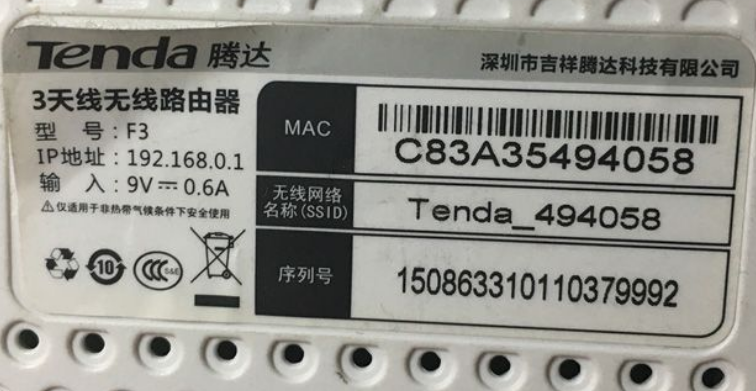 Tenda 腾达
深圳市吉祥腾达科技有限公司
3天线无线路由器
型 号:F3
IP地址:192.168.0.1
输 入:9V⎓0.6A
⚠仅适用于非热带气候条件下安全使用
10
CCC S&E
MAC
C83A35494058
无线网络
名称(SSID)
Tenda_494058
序列号
150863310110379992